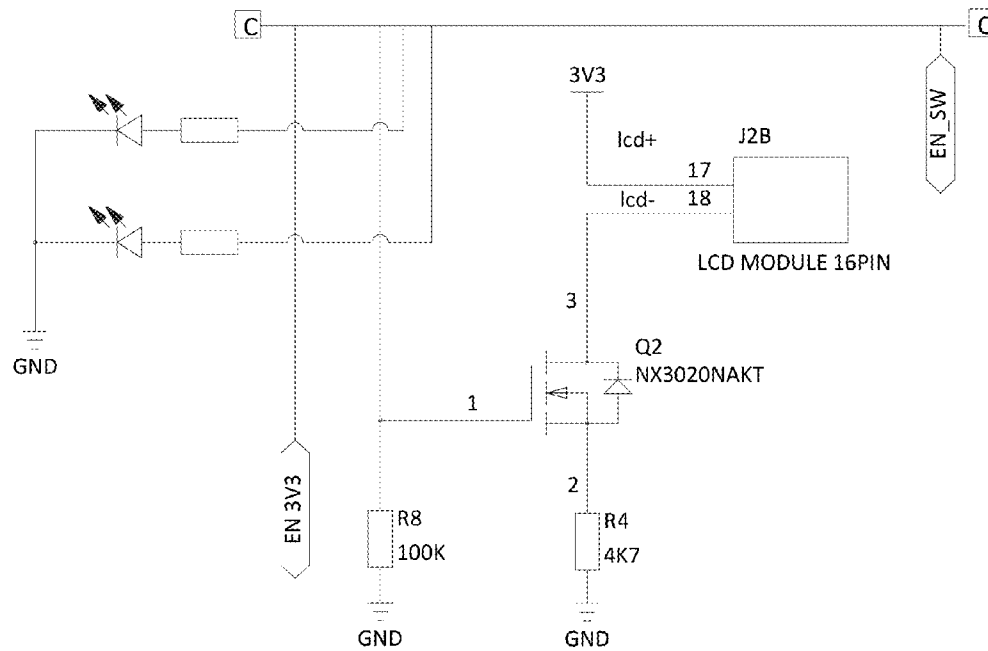 C
C
3V3
J2B
lcd+
17
lcd-
18
EN_SW
LCD MODULE 16PIN
GND
3
Q2
NX3020NAKT
1
2
EN 3V3
R8
100K
R4
4K7
GND
GND